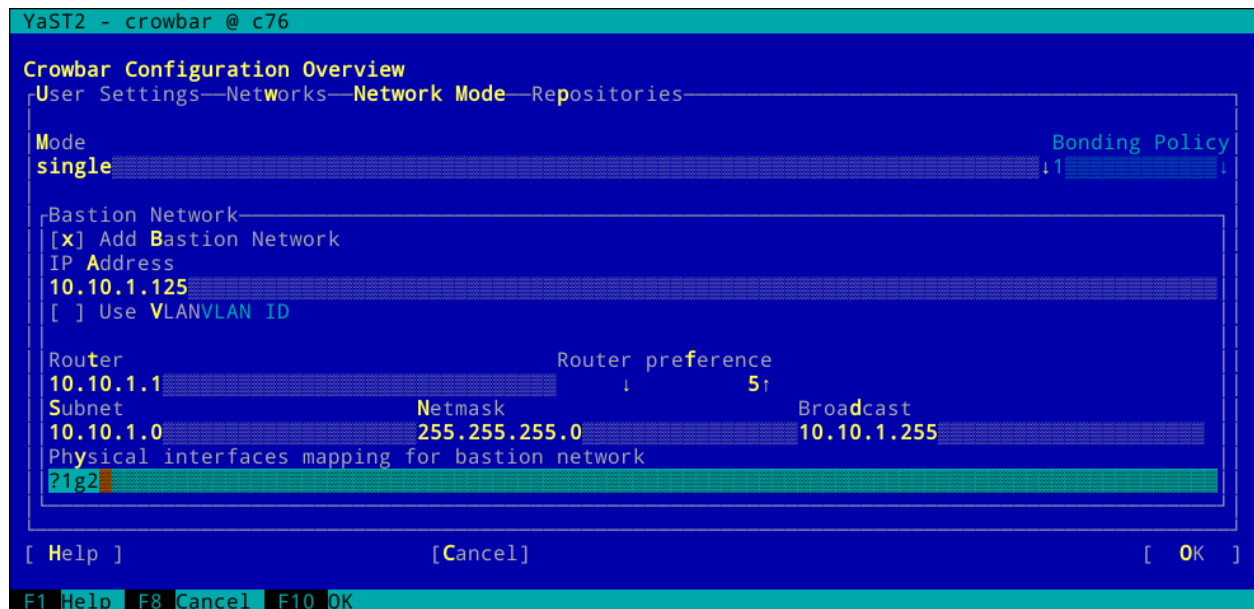 YaST2 - crowbar @ c76
Crowbar Configuration Overview
User Settings—Networks—Network Mode—Repositories
Mode Bonding Policy
single ↓ 1 ↓
Bastion Network
[x] Add Bastion Network
IP Address
10.10.1.125
[ ] Use VLANVLAN ID
Router Router preference
10.10.1.1 ↓ 5↑
Subnet Netmask Broadcast
10.10.1.0 255.255.255.0 10.10.1.255
Physical interfaces mapping for bastion network
?1g2
[ Help ] [Cancel] [ OK ]
F1 Help F8 Cancel F10 OK